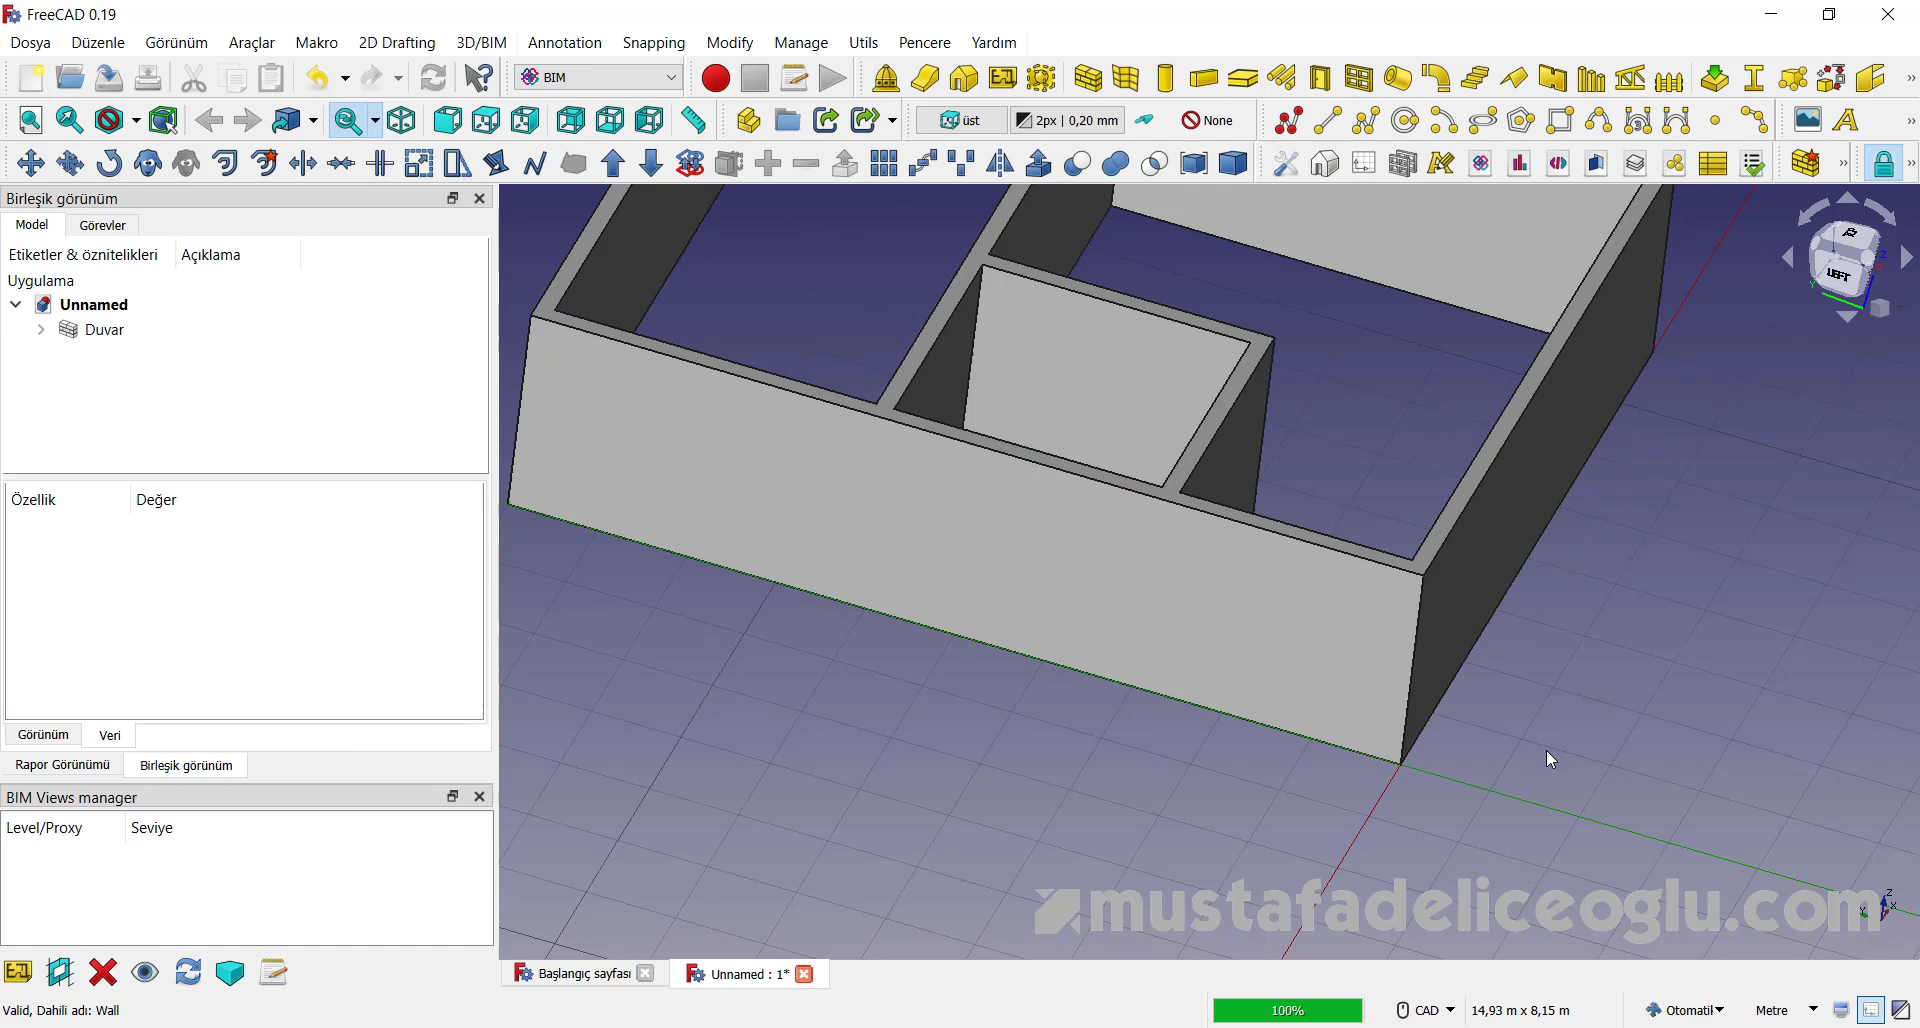 FreeCAD 0.19
Dosya Düzenle Görünüm Araçlar Makro 2D Drafting 3D/BIM Annotation Snapping Modify Manage Utils Pencere Yardım
BIM
üst 2px | 0,20 mm None
Birleşik görünüm
Model Görevler
Etiketler & öznitelikleri Açıklama
Uygulama
Unnamed
Duvar
LEFT
Özellik Değer
Görünüm Veri
Rapor Görünümü Birleşik görünüm
BIM Views manager
Level/Proxy Seviye
mustafadeliceoglu.com
Başlangıç sayfası Unnamed : 1*
Valid, Dahili adı: Wall
100% CAD 14,93 m x 8,15 m Otomatil Metre